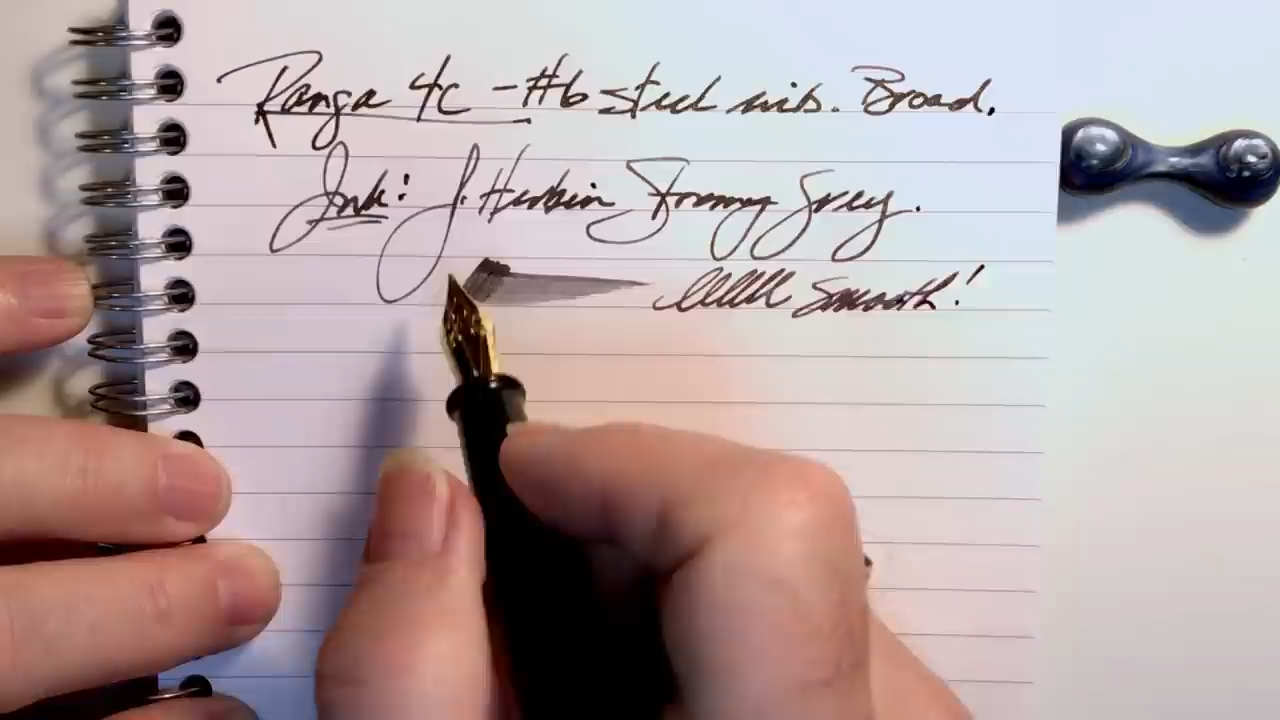 Ranga 4C - #6 steel nib. Broad.
Ink: J. Herbin Stormy Grey.
Smooth!